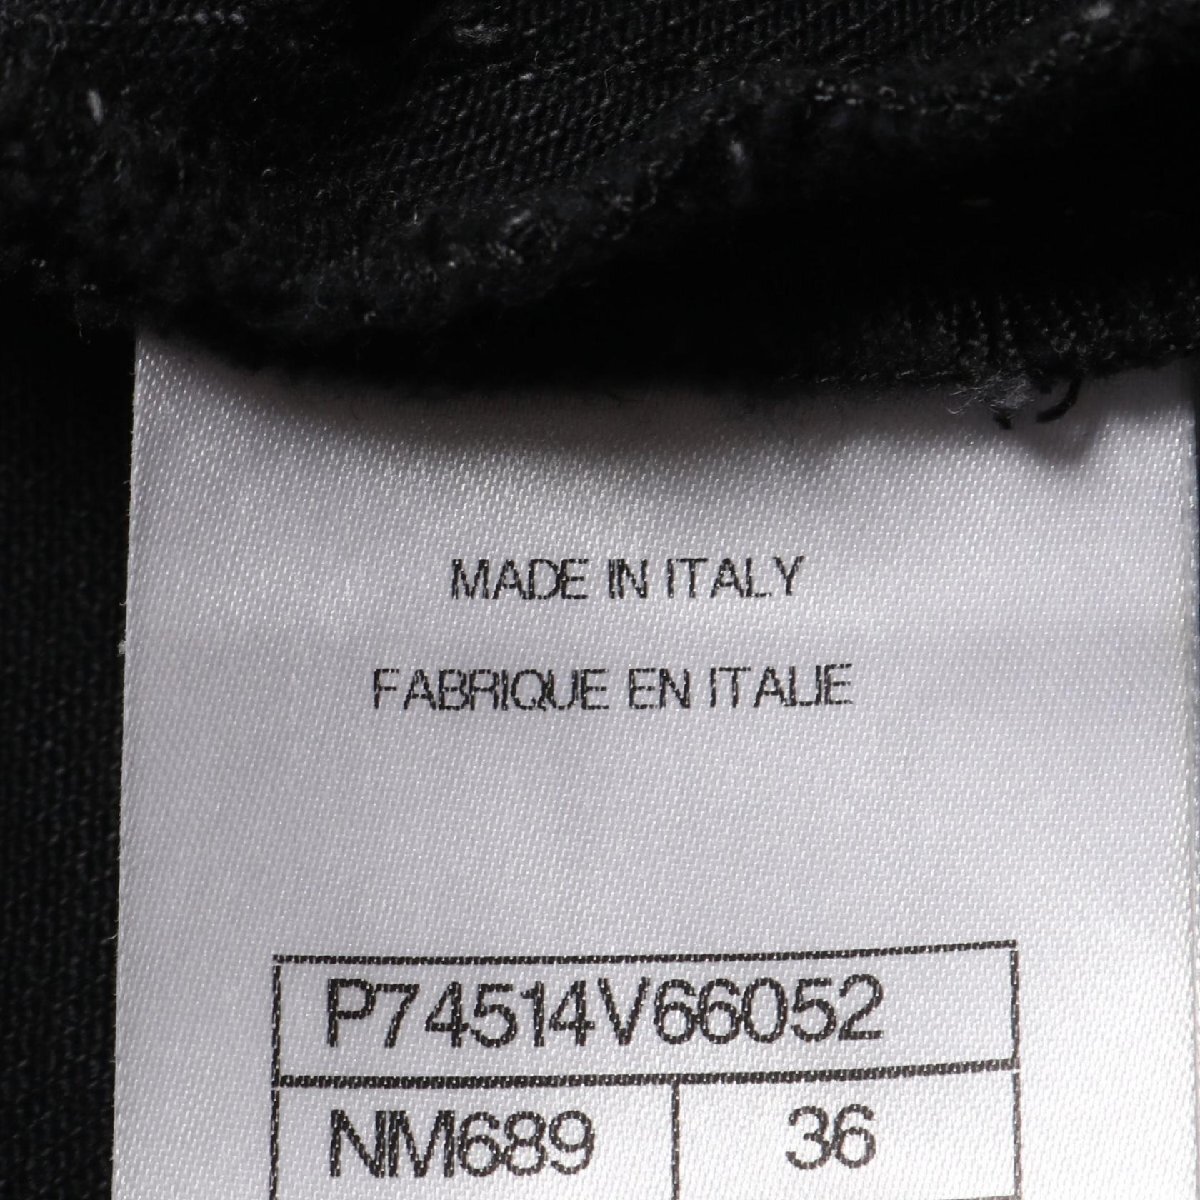 MADE IN ITALY
FABRIQUE EN ITALIE
P74514V66052
NM689 36